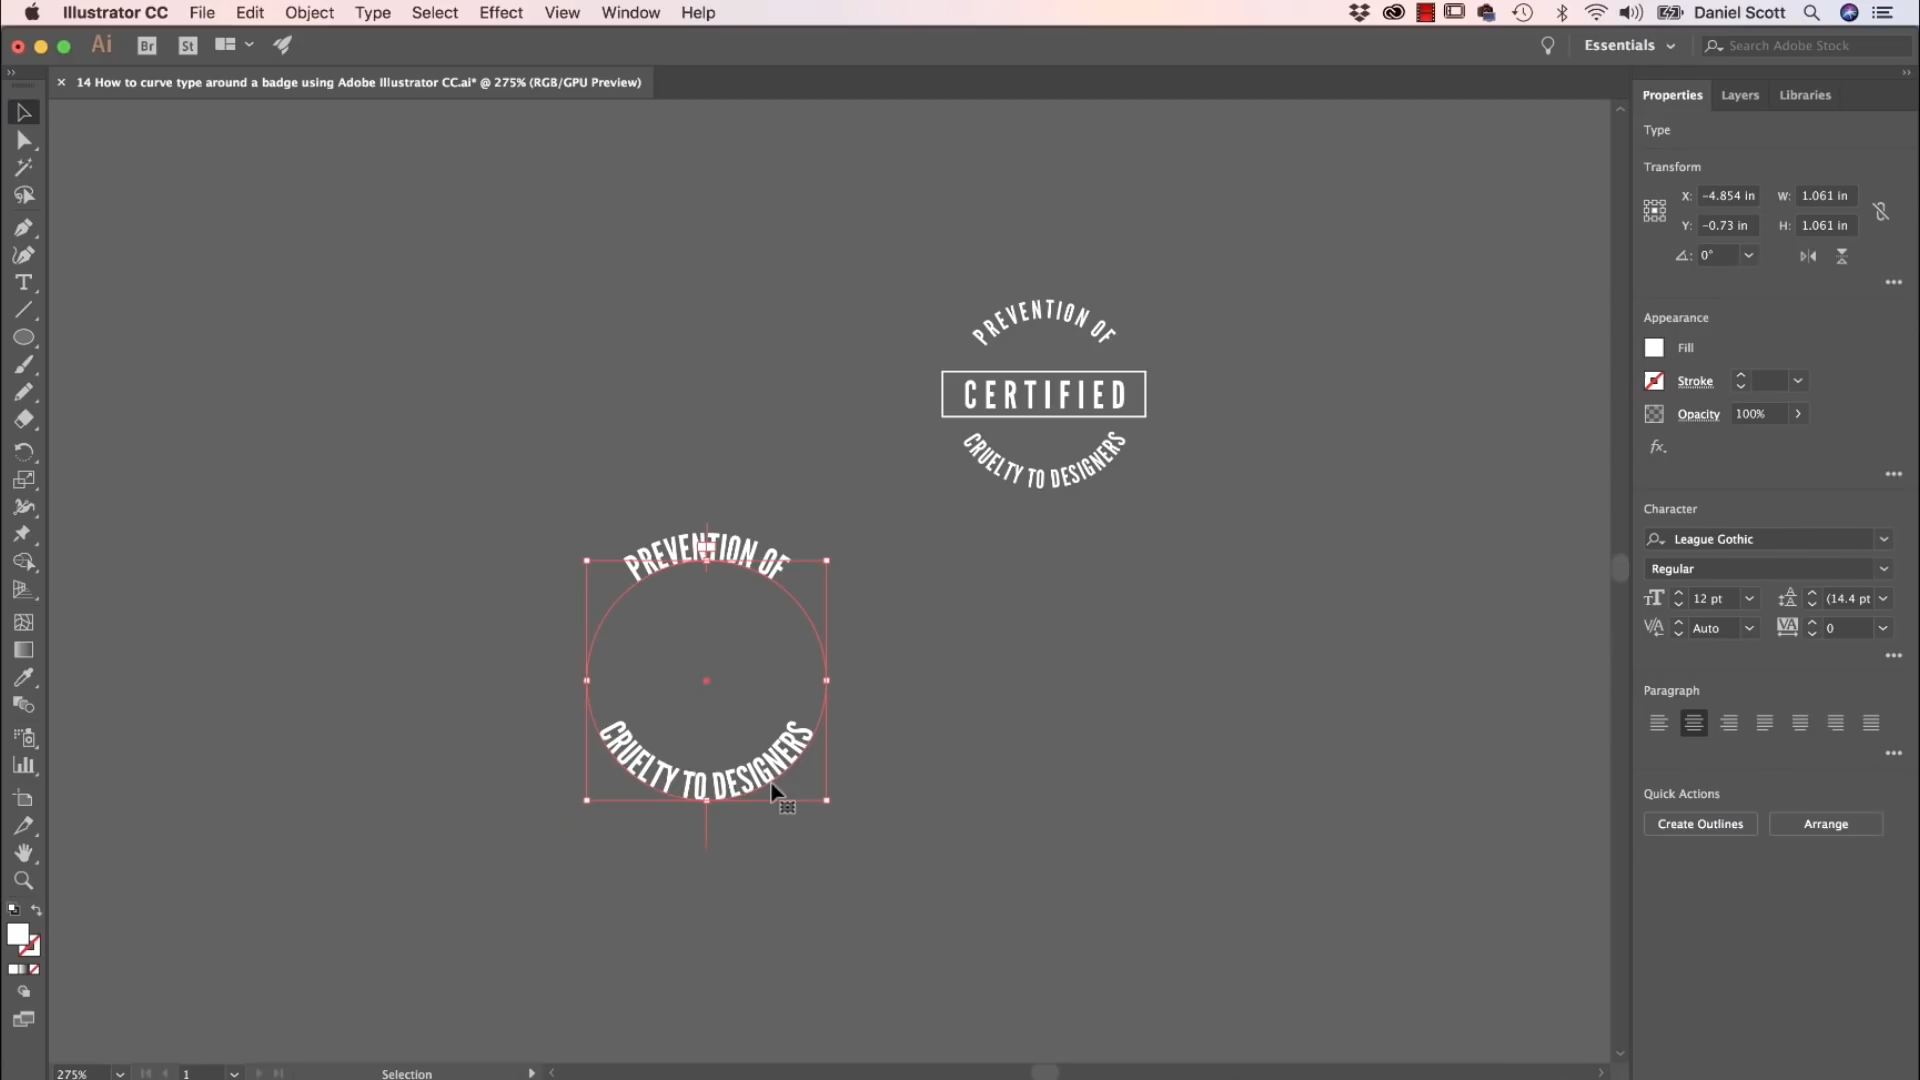 Illustrator CC File Edit Object Type Select Effect View Window Help Daniel Scott
Ai Br St Essentials Search Adobe Stock
× 14 How to curve type around a badge using Adobe Illustrator CC.ai* @ 275% (RGB/GPU Preview)
Properties Layers Libraries
Type
Transform
X: -4.854 in W: 1.061 in
Y: -0.73 in H: 1.061 in
0°
Appearance
Fill
Stroke
Opacity 100%
fx.
Character
League Gothic
Regular
12 pt (14.4 pt
Auto 0
Paragraph
Quick Actions
Create Outlines Arrange
PREVENTION OF
CERTIFIED
CRUELTY TO DESIGNERS
PREVENTION OF
CRUELTY TO DESIGNERS
275% 1 Selection